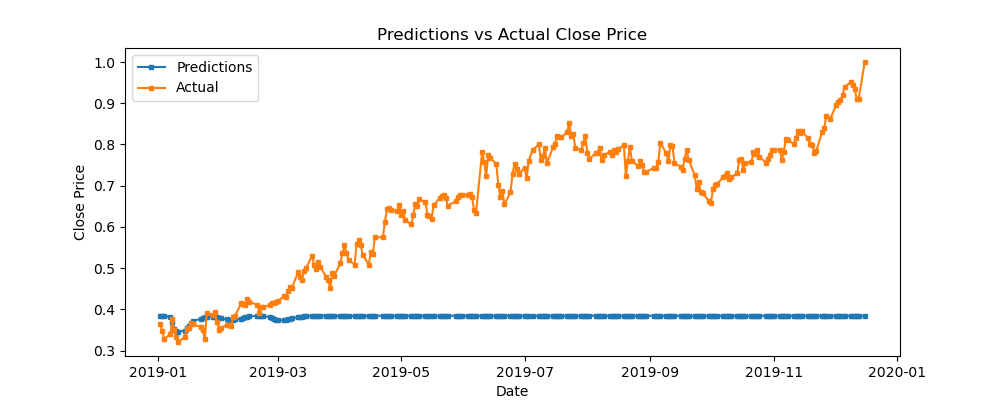 Predictions vs Actual Close Price
Predictions
Actual
Close Price
1.0
0.9
0.8
0.7
0.6
0.5
0.4
0.3
2019-01 2019-03 2019-05 2019-07 2019-09 2019-11 2020-01
Date